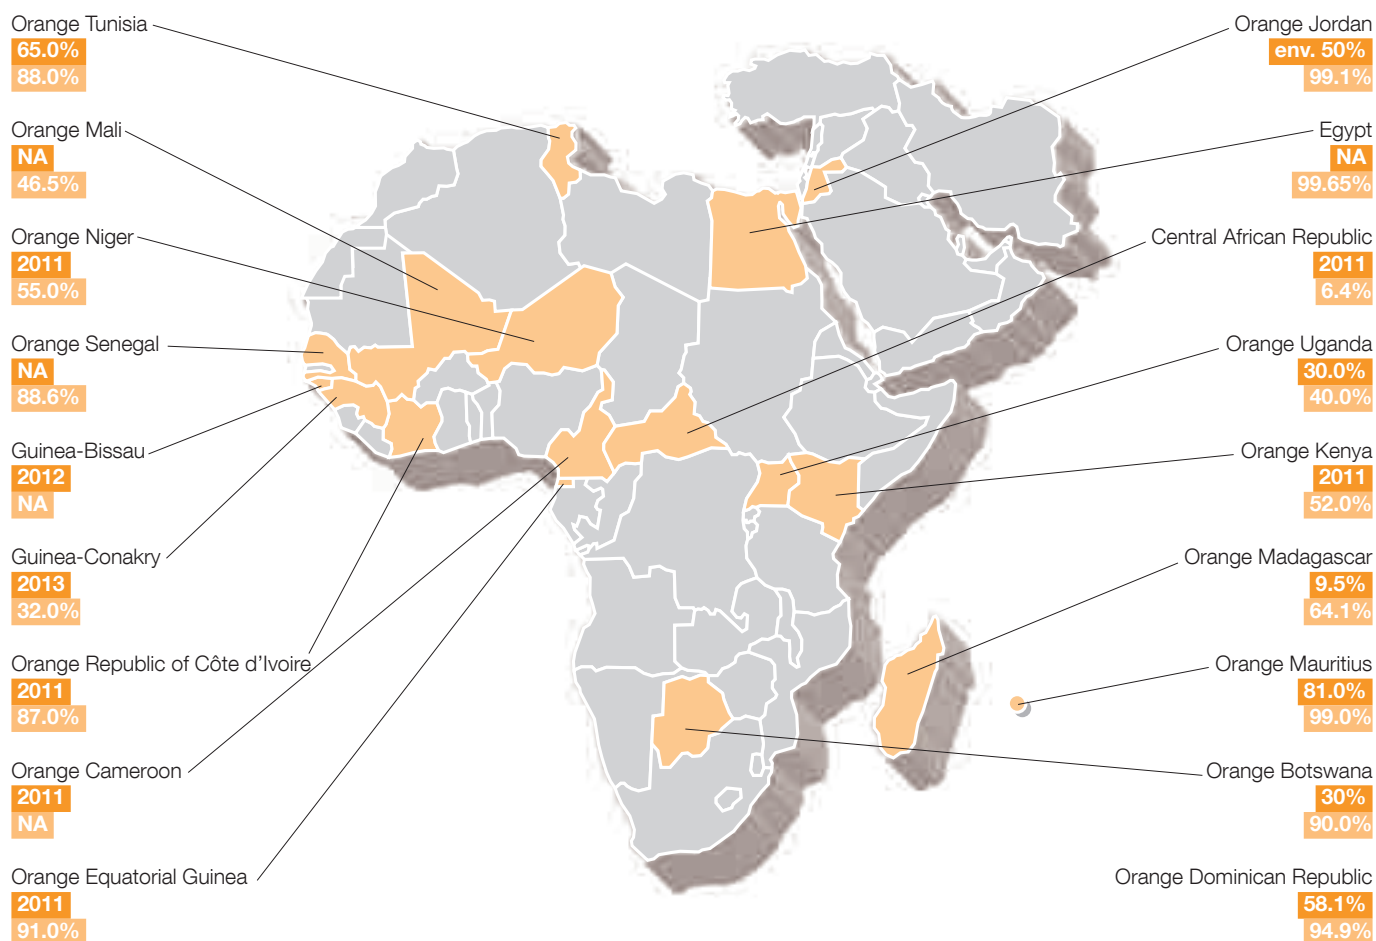 Orange Tunisia
65.0%
88.0%
Orange Mali
NA
46.5%
Orange Niger
2011
55.0%
Orange Senegal
NA
88.6%
Guinea-Bissau
2012
NA
Guinea-Conakry
2013
32.0%
Orange Republic of Côte d’Ivoire
2011
87.0%
Orange Cameroon
2011
NA
Orange Equatorial Guinea
2011
91.0%
Orange Jordan
env. 50%
99.1%
Egypt
NA
99.65%
Central African Republic
2011
6.4%
Orange Uganda
30.0%
40.0%
Orange Kenya
2011
52.0%
Orange Madagascar
9.5%
64.1%
Orange Mauritius
81.0%
99.0%
Orange Botswana
30%
90.0%
Orange Dominican Republic
58.1%
94.9%